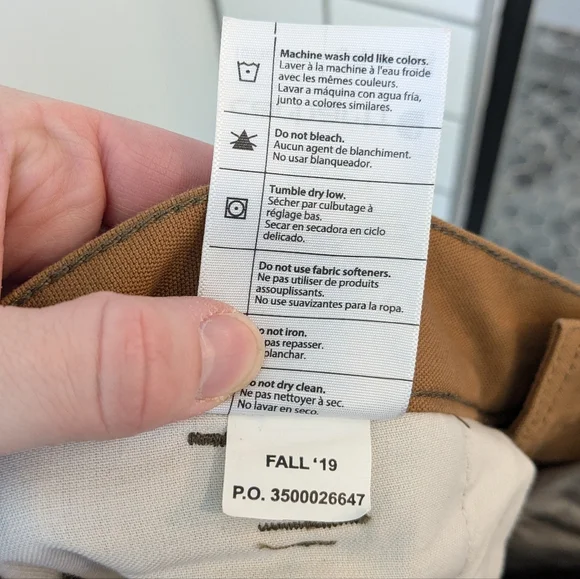 Machine wash cold like colors.
Laver à la machine à l'eau froide
avec les mêmes couleurs.
Lavar a máquina con agua fría,
junto a colores similares.
Do not bleach.
Aucun agent de blanchiment.
No usar blanqueador.
Tumble dry low.
Sécher par culbutage à
réglage bas.
Secar en secadora en ciclo
delicado.
Do not use fabric softeners.
Ne pas utiliser de produits
assouplissants.
No use suavizantes para la ropa.
o not iron.
pas repasser.
planchar.
o not dry clean.
Ne pas nettoyer à sec.
No lavar en seco.
FALL '19
P.O. 3500026647